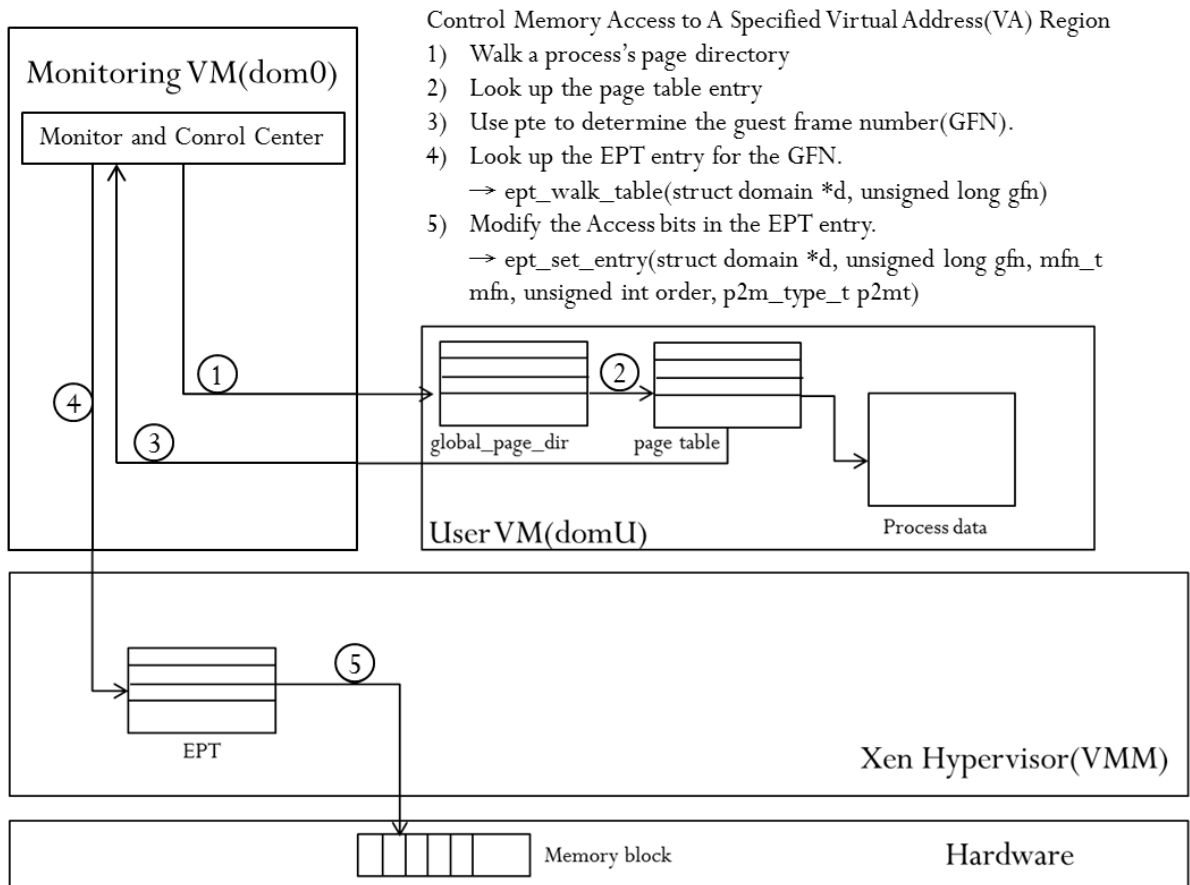 Control Memory Access to A Specified Virtual Address(VA) Region
1) Walk a process's page directory
2) Look up the page table entry
3) Use pte to determine the guest frame number(GFN).
4) Look up the EPT entry for the GFN.
→ ept_walk_table(struct domain *d, unsigned long gfn)
5) Modify the Access bits in the EPT entry.
→ ept_set_entry(struct domain *d, unsigned long gfn, mfn_t
mfn, unsigned int order, p2m_type_t p2mt)
Monitoring VM(dom0)
Monitor and Conrol Center
1
2
4
3
global_page_dir
page table
Process data
User VM(domU)
5
EPT
Xen Hypervisor(VMM)
Memory block
Hardware